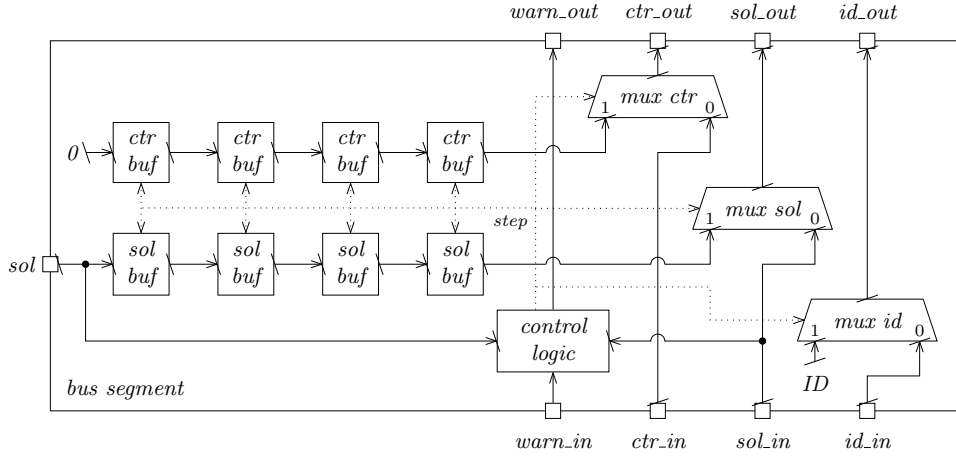 warn_out ctr_out sol_out id_out
mux ctr
1 0
0
ctr buf
ctr buf
ctr buf
ctr buf
mux sol
1 0
step
sol
sol buf
sol buf
sol buf
sol buf
control
logic
mux id
1 0
ID
bus segment
warn_in ctr_in sol_in id_in